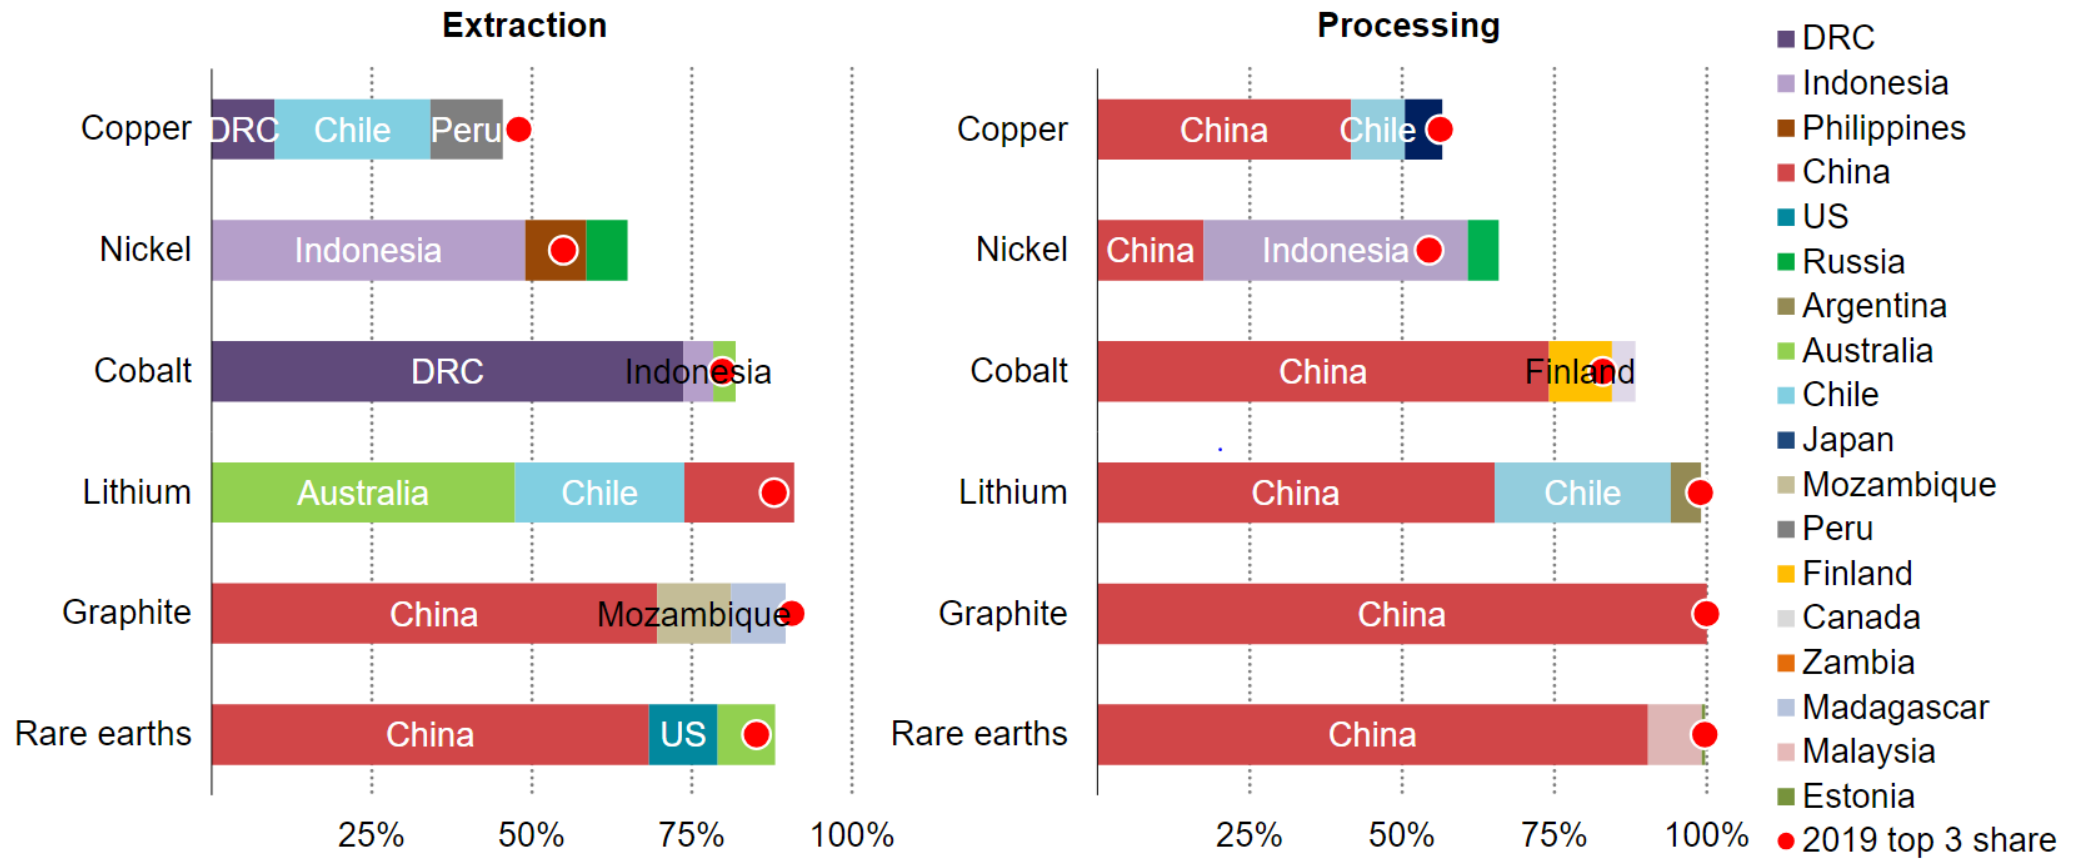 Extraction
Processing
Copper
DRC
Chile
Peru
Nickel
Indonesia
Cobalt
DRC
Indonesia
Lithium
Australia
Chile
Graphite
China
Mozambique
Rare earths
China
US
25% 50% 75% 100%
Copper
China
Chile
Nickel
China
Indonesia
Cobalt
China
Finland
Lithium
China
Chile
Graphite
China
Rare earths
China
25% 50% 75% 100%
DRC
Indonesia
Philippines
China
US
Russia
Argentina
Australia
Chile
Japan
Mozambique
Peru
Finland
Canada
Zambia
Madagascar
Malaysia
Estonia
2019 top 3 share